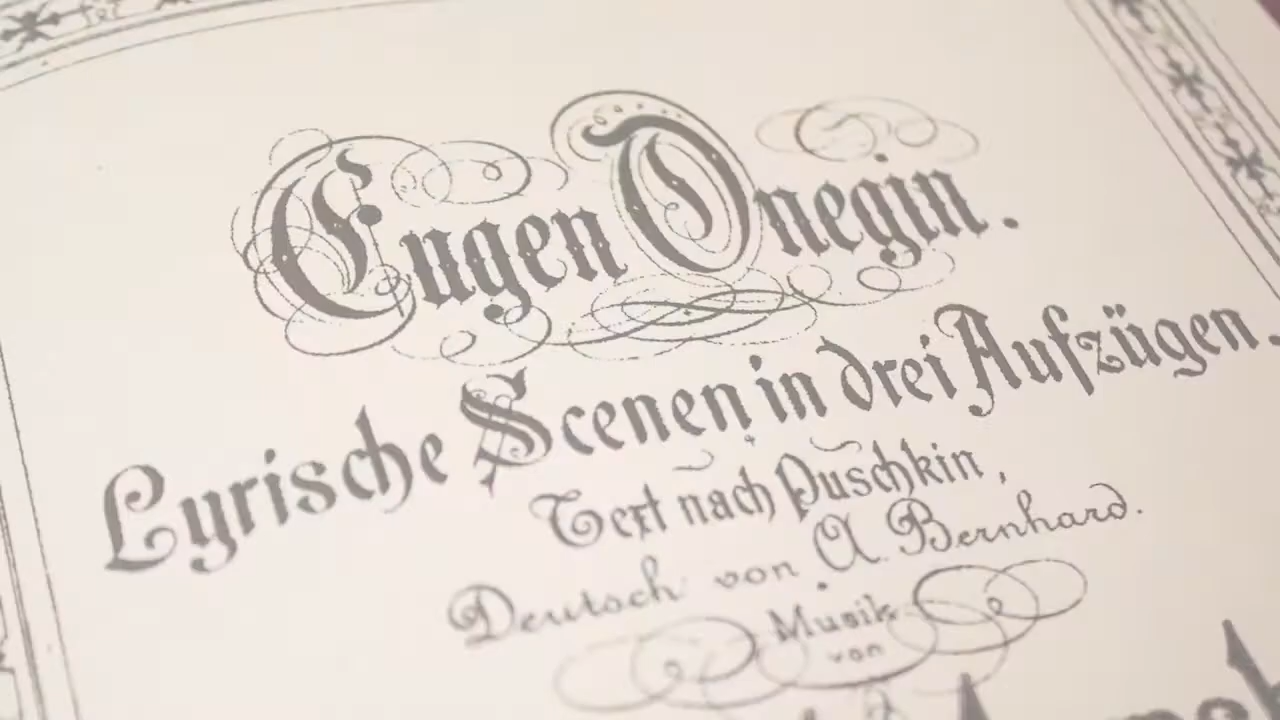 Eugen Onegin.
Lyrische Scenen in drei Aufzügen.
Text nach Puschkin,
Deutsch von A. Bernhard.
Musik
von